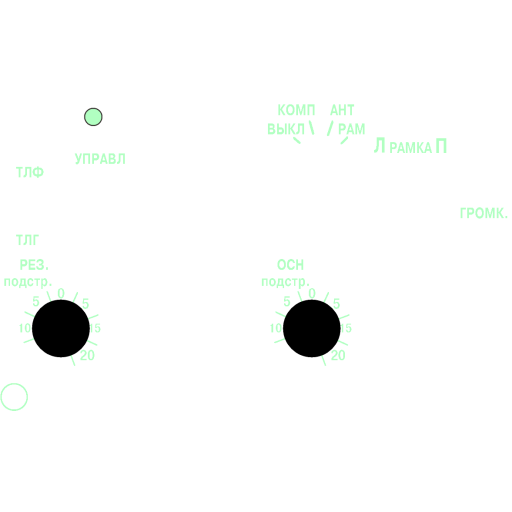 КОМП АНТ
ВЫКЛ РАМ
Л РАМКА П
УПРАВЛ
ТЛФ
ГРОМК.
ТЛГ
РЕЗ.
подстр.
0
5 5
10 15
20
ОСН
подстр.
0
5 5
10 15
20